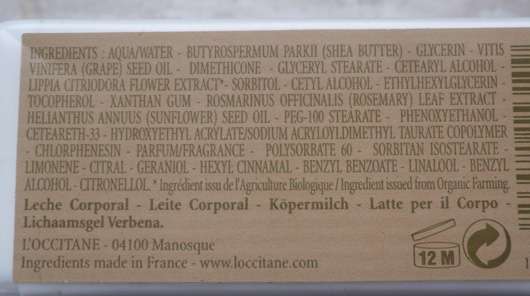 INGREDIENTS : AQUA/WATER - BUTYROSPERMUM PARKII (SHEA BUTTER) - GLYCERIN - VITIS
VINIFERA (GRAPE) SEED OIL - DIMETHICONE - GLYCERYL STEARATE - CETEARYL ALCOHOL -
LIPPIA CITRIODORA FLOWER EXTRACT*- SORBITOL - CETYL ALCOHOL - ETHYLHEXYLGLYCERIN -
TOCOPHEROL - XANTHAN GUM - ROSMARINUS OFFICINALIS (ROSEMARY) LEAF EXTRACT -
HELIANTHUS ANNUUS (SUNFLOWER) SEED OIL - PEG-100 STEARATE - PHENOXYETHANOL -
CETEARETH-33 - HYDROXYETHYL ACRYLATE/SODIUM ACRYLOYLDIMETHYL TAURATE COPOLYMER
- CHLORPHENESIN - PARFUM/FRAGRANCE - POLYSORBATE 60 - SORBITAN ISOSTEARATE -
LIMONENE - CITRAL - GERANIOL - HEXYL CINNAMAL - BENZYL BENZOATE - LINALOOL - BENZYL
ALCOHOL - CITRONELLOL. * Ingrédient issu de l'Agriculture Biologique / Ingredient issued from Organic Farming.
Leche Corporal - Leite Corporal - Köpermilch - Latte per il Corpo -
Lichaamsgel Verbena.
L'OCCITANE - 04100 Manosque
Ingredients made in France - www.loccitane.com
12 M